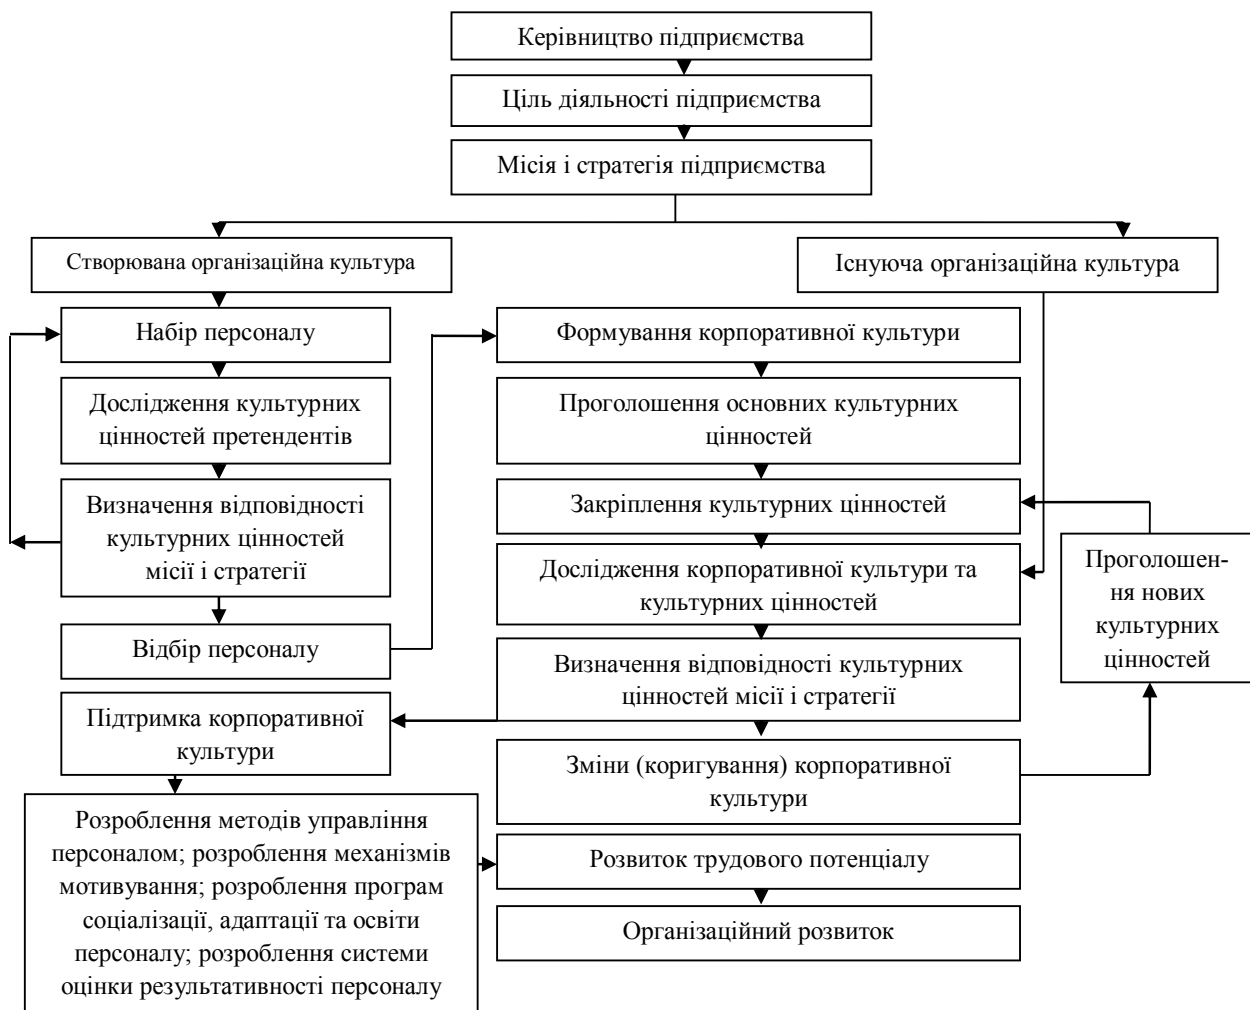 Керівництво підприємства
Ціль діяльності підприємства
Місія і стратегія підприємства
Створювана організаційна культура
Існуюча організаційна культура
Набір персоналу
Дослідження культурних
цінностей претендентів
Визначення відповідності
культурних цінностей
місії і стратегії
Відбір персоналу
Формування корпоративної культури
Проголошення основних культурних
цінностей
Закріплення культурних цінностей
Дослідження корпоративної культури та
культурних цінностей
Визначення відповідності культурних
цінностей місії і стратегії
Зміни (коригування) корпоративної
культури
Проголошен-
ня нових
культурних
цінностей
Підтримка корпоративної
культури
Розроблення методів управління
персоналом; розроблення механізмів
мотивування; розроблення програм
соціалізації, адаптації та освіти
персоналу; розроблення системи
оцінки результативності персоналу
Розвиток трудового потенціалу
Організаційний розвиток